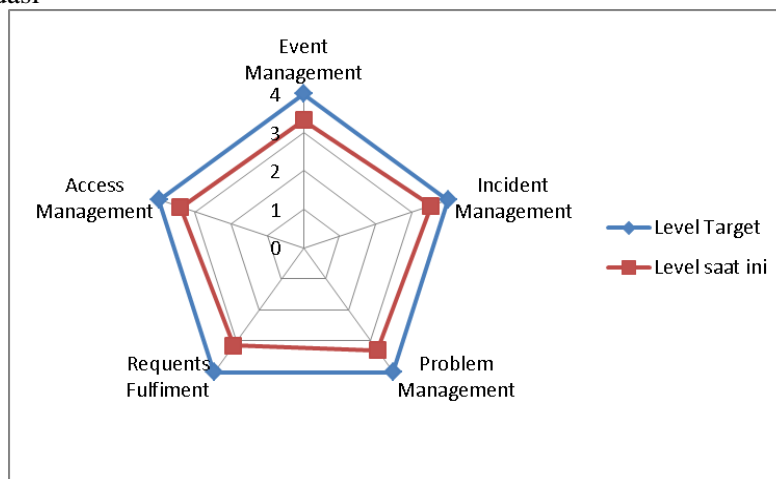 Event
Management
4
3
2
1
0
Access
Management
Incident
Management
Level Target
Level saat ini
Requents
Fulfiment
Problem
Management